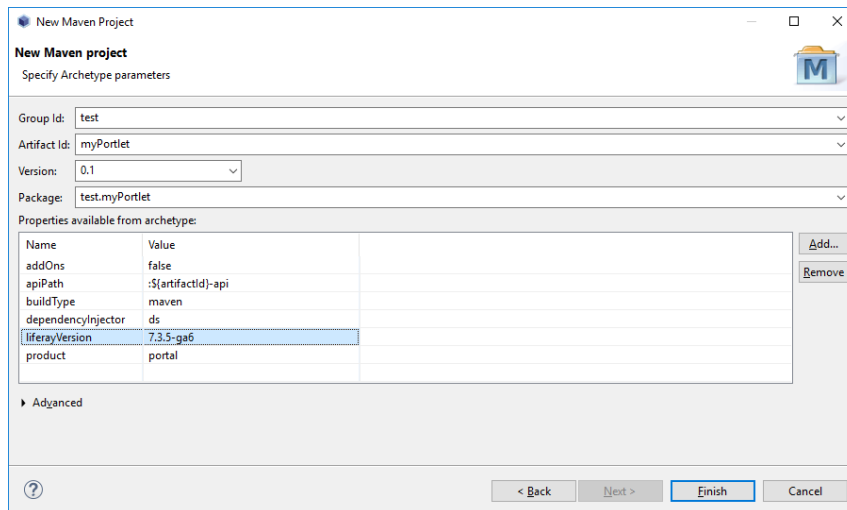 New Maven Project
New Maven project
Specify Archetype parameters
M
Group Id: test
Artifact Id: myPortlet
Version: 0.1
Package: test.myPortlet
Properties available from archetype:
Name Value
addOns false
apiPath :${artifactId}-api
buildType maven
dependencyInjector ds
liferayVersion 7.3.5-ga6
product portal
Add...
Remove
Advanced
? < Back Next > Finish Cancel